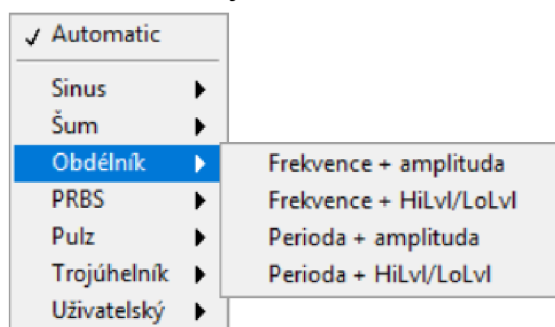 ✓ Automatic
Sinus
Šum
Obdélník
PRBS
Pulz
Trojúhelník
Uživatelský
Frekvence + amplituda
Frekvence + HiLvl/LoLvl
Perioda + amplituda
Perioda + HiLvl/LoLvl